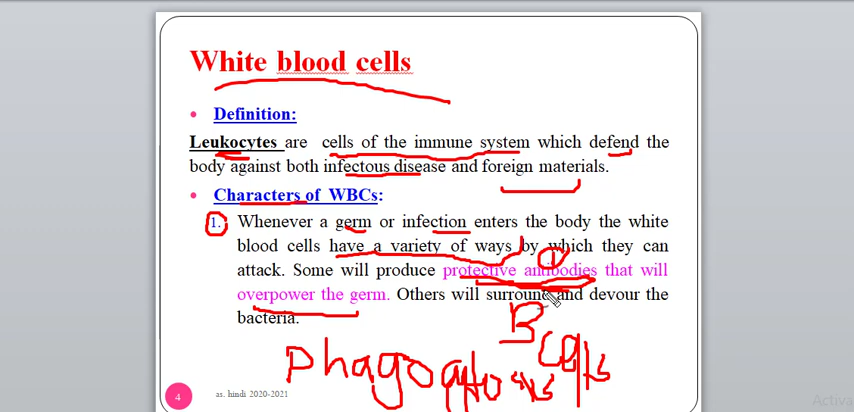 White blood cells
• Definition:
Leukocytes are cells of the immune system which defend the
body against both infectous disease and foreign materials.
• Characters of WBCs:
1. Whenever a germ or infection enters the body the white
blood cells have a variety of ways by which they can
attack. Some will produce protective antibodies that will
overpower the germ. Others will surround and devour the
bacteria.
1
B
Phagocytosis
4
as. hindi 2020-2021
Activa